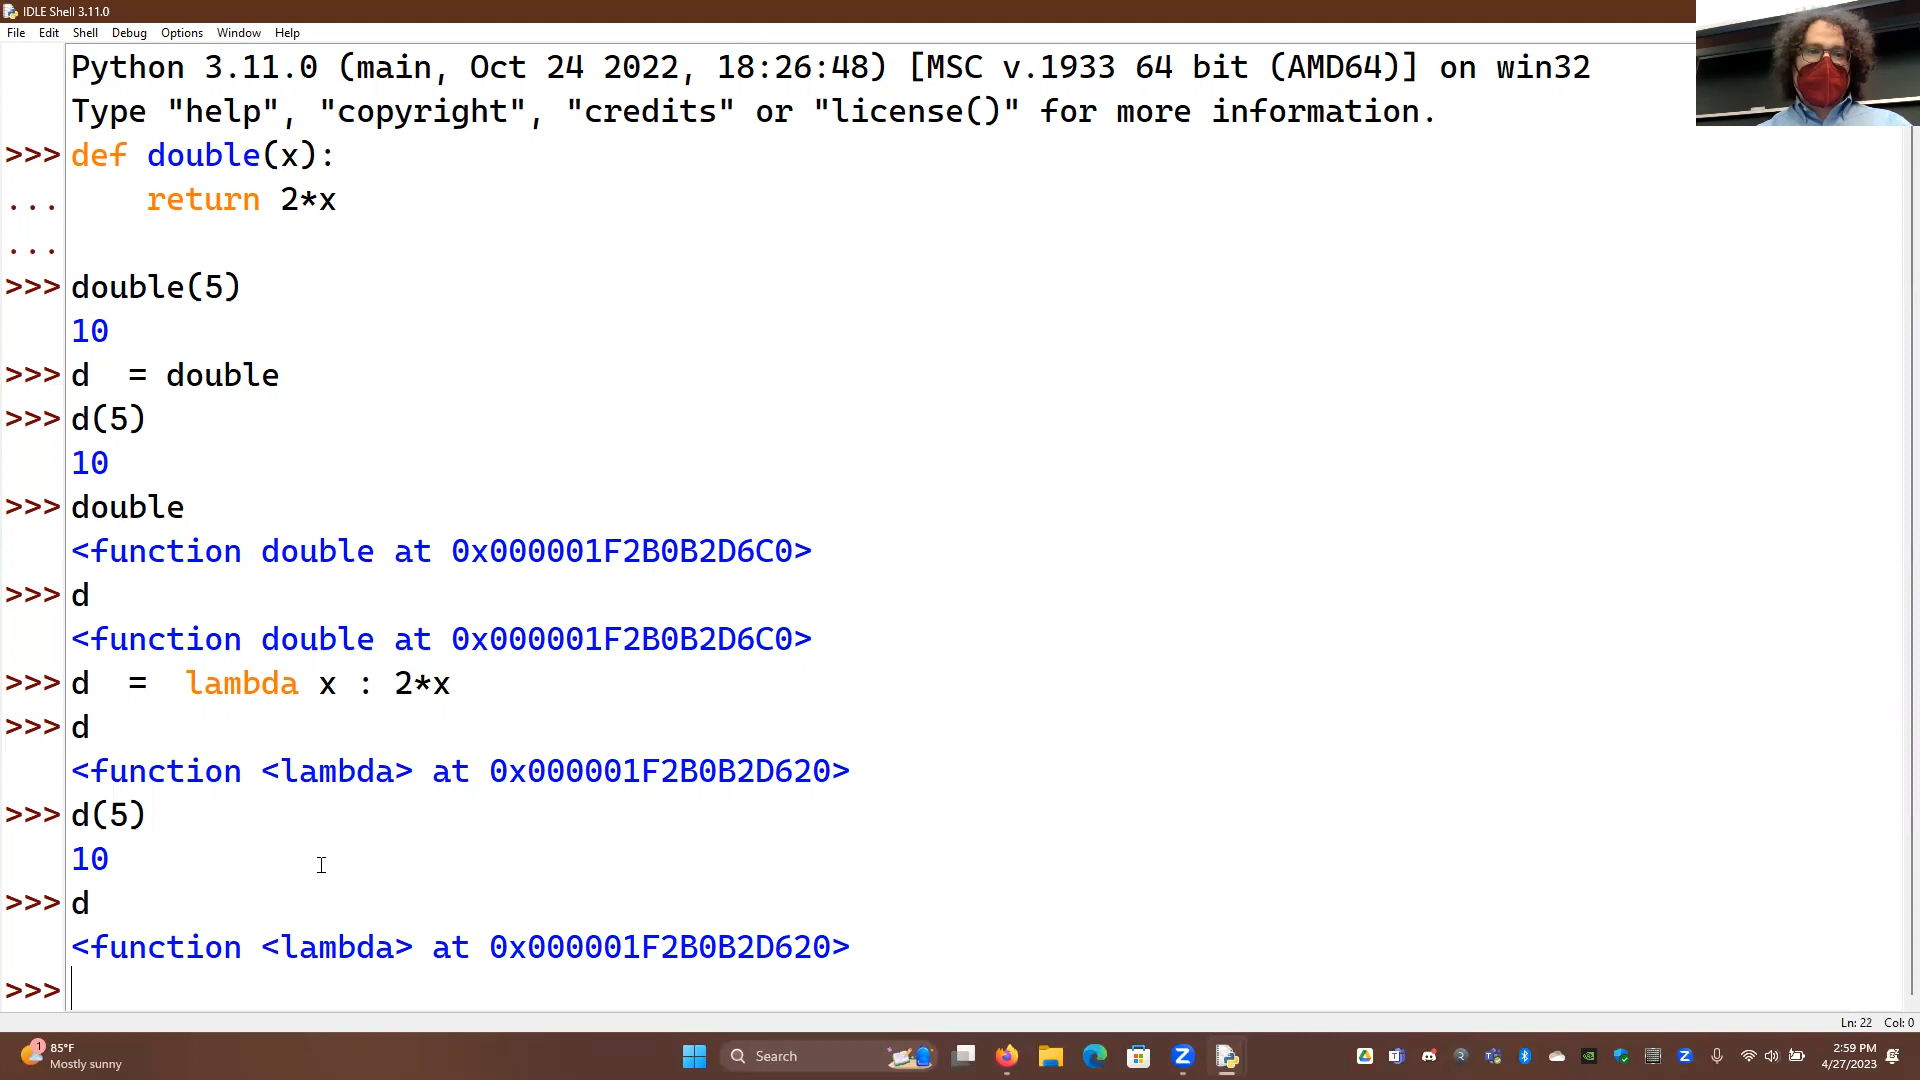 IDLE Shell 3.11.0
File Edit Shell Debug Options Window Help
Python 3.11.0 (main, Oct 24 2022, 18:26:48) [MSC v.1933 64 bit (AMD64)] on win32
Type "help", "copyright", "credits" or "license()" for more information.
>>> def double(x):
...     return 2*x
...
>>> double(5)
10
>>> d  = double
>>> d(5)
10
>>> double
<function double at 0x000001F2B0B2D6C0>
>>> d
<function double at 0x000001F2B0B2D6C0>
>>> d  =  lambda x : 2*x
>>> d
<function <lambda> at 0x000001F2B0B2D620>
>>> d(5)
10
>>> d
<function <lambda> at 0x000001F2B0B2D620>
>>>
Ln: 22 Col: 0
1
85°F
Mostly sunny
Search
2:59 PM
4/27/2023